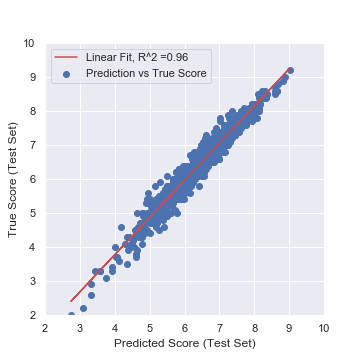 10
9
8
7
6
5
4
3
2
True Score (Test Set)
Linear Fit, R^2 =0.96
Prediction vs True Score
2 3 4 5 6 7 8 9 10
Predicted Score (Test Set)